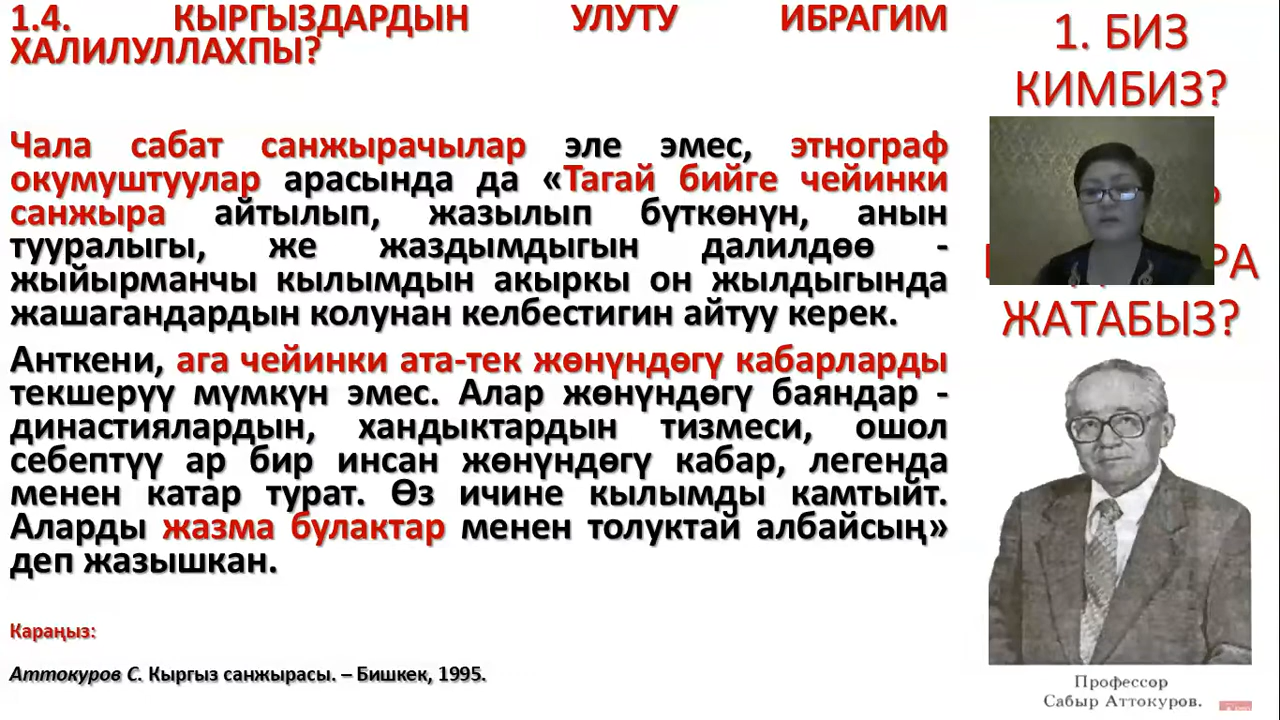 1.4. КЫРГЫЗДАРДЫН УЛУТУ ИБРАГИМ
ХАЛИЛУЛЛАХПЫ?
Чала сабат санжырачылар эле эмес, этнограф
окумуштуулар арасында да «Тагай бийге чейинки
санжыра айтылып, жазылып бүткөнүн, анын
тууралыгы, же жаздымдыгын далилдөө -
жыйырманчы кылымдын акыркы он жылдыгында
жашагандардын колунан келбестигин айтуу керек.
Анткени, ага чейинки ата-тек жөнүндөгү кабарларды
текшерүү мүмкүн эмес. Алар жөнүндөгү баяндар -
династиялардын, хандыктардын тизмеси, ошол
себептүү ар бир инсан жөнүндөгү кабар, легенда
менен катар турат. Өз ичине кылымды камтыйт.
Аларды жазма булактар менен толуктай албайсың»
деп жазышкан.
Караңыз:
Аттокуров С. Кыргыз санжырасы. – Бишкек, 1995.
1. БИЗ
КИМБИЗ?
ЖАТАБЫЗ?
Профессор
Сабыр Аттокуров.